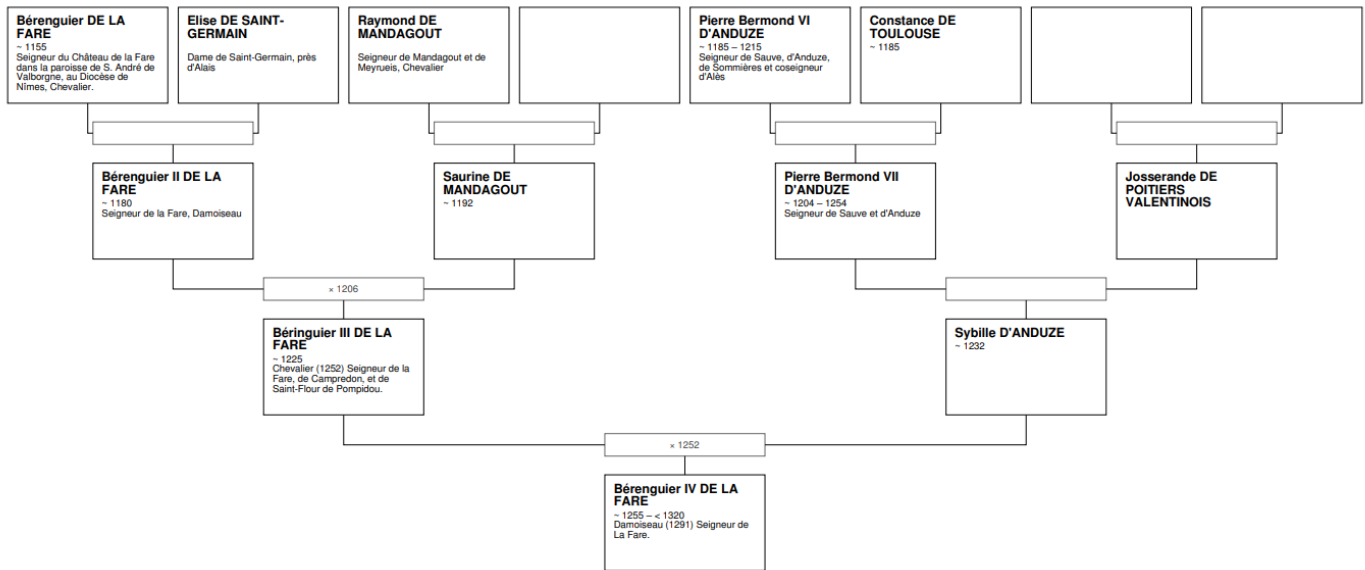 Bérenguier DE LA
FARE
~ 1155
Seigneur du Château de la Fare
dans la paroisse de S. André de
Valborgne, au Diocèse de
Nîmes, Chevalier.
Elise DE SAINT-
GERMAIN
Dame de Saint-Germain, près
d'Alais
Raymond DE
MANDAGOUT
Seigneur de Mandagout et de
Meyrueis, Chevalier
Pierre Bermond VI
D'ANDUZE
~ 1185 – 1215
Seigneur de Sauve, d'Anduze,
de Sommières et coseigneur
d'Alès
Constance DE
TOULOUSE
~ 1185
Bérenguier II DE LA
FARE
~ 1180
Seigneur de la Fare, Damoiseau
Saurine DE
MANDAGOUT
~ 1192
Pierre Bermond VII
D'ANDUZE
~ 1204 – 1254
Seigneur de Sauve et d'Anduze
Josserande DE
POITIERS
VALENTINOIS
× 1206
Béringuier III DE LA
FARE
~ 1225
Chevalier (1252) Seigneur de la
Fare, de Campredon, et de
Saint-Flour de Pompidou.
Sybille D'ANDUZE
~ 1232
× 1252
Bérenguier IV DE LA
FARE
~ 1255 – < 1320
Damoiseau (1291) Seigneur de
La Fare.